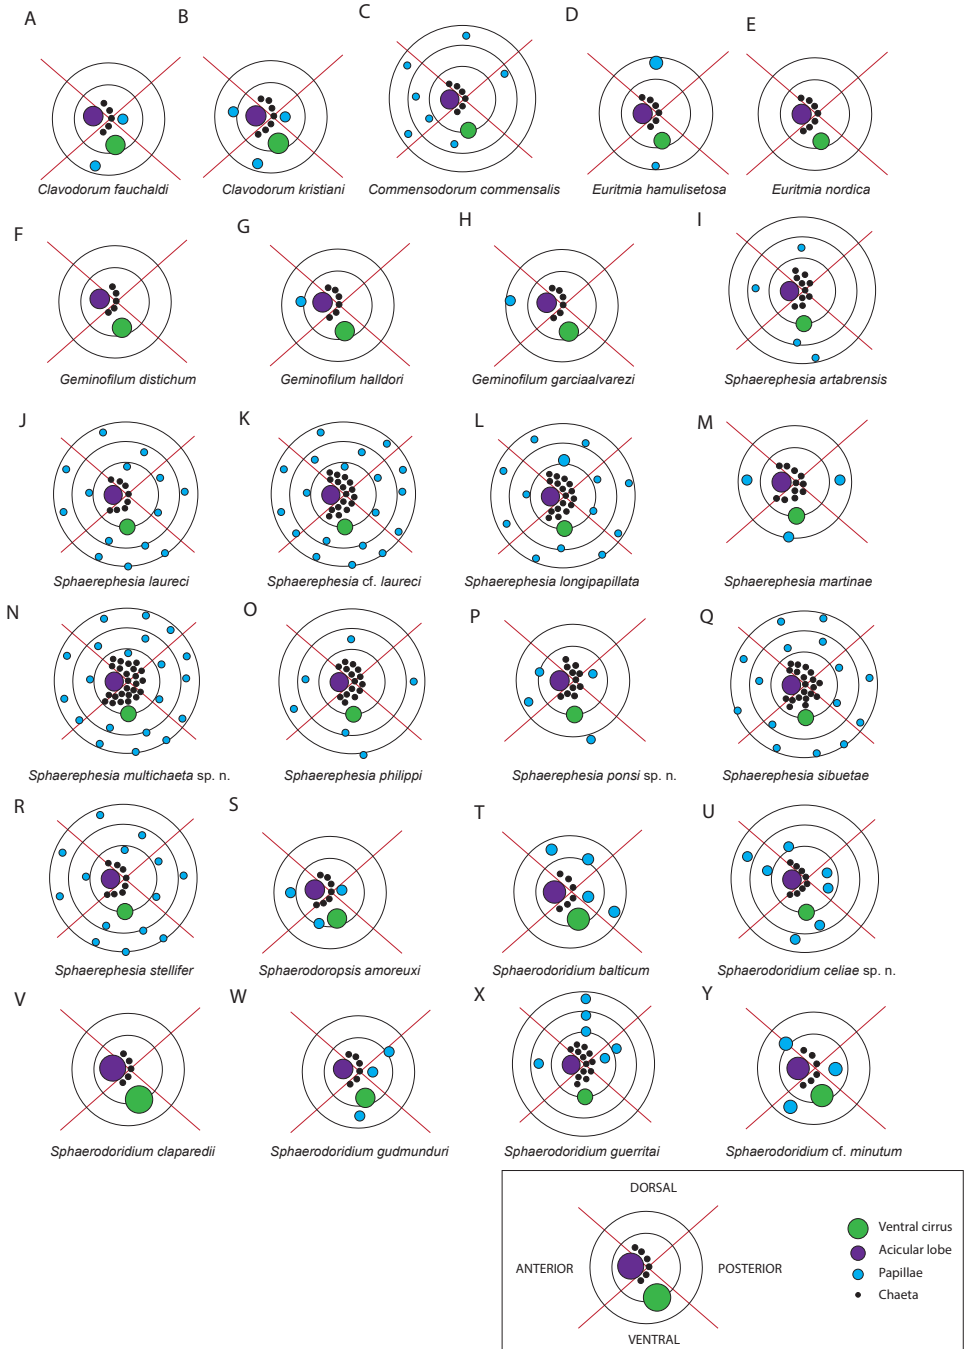 A B C D E
Clavodorum fauchaldi Clavodorum kristiani Commensodorum commensalis Euritmia hamulisetosa Euritmia nordica
F G H I
Geminofilum distichum Geminofilum halldori Geminofilum garciaalvarezi Sphaerephesia artabrensis
J K L M
Sphaerephesia laureci Sphaerephesia cf. laureci Sphaerephesia longipapillata Sphaerephesia martinae
N O P Q
Sphaerephesia multichaeta sp. n. Sphaerephesia philippi Sphaerephesia ponsi sp. n. Sphaerephesia sibuetae
R S T U
Sphaerephesia stellifer Sphaerodoropsis amoreuxi Sphaerodoridium balticum Sphaerodoridium celiae sp. n.
V W X Y
Sphaerodoridium claparedii Sphaerodoridium gudmunduri Sphaerodoridium guerritai Sphaerodoridium cf. minutum
DORSAL
ANTERIOR POSTERIOR
VENTRAL
Ventral cirrus
Acicular lobe
Papillae
Chaeta